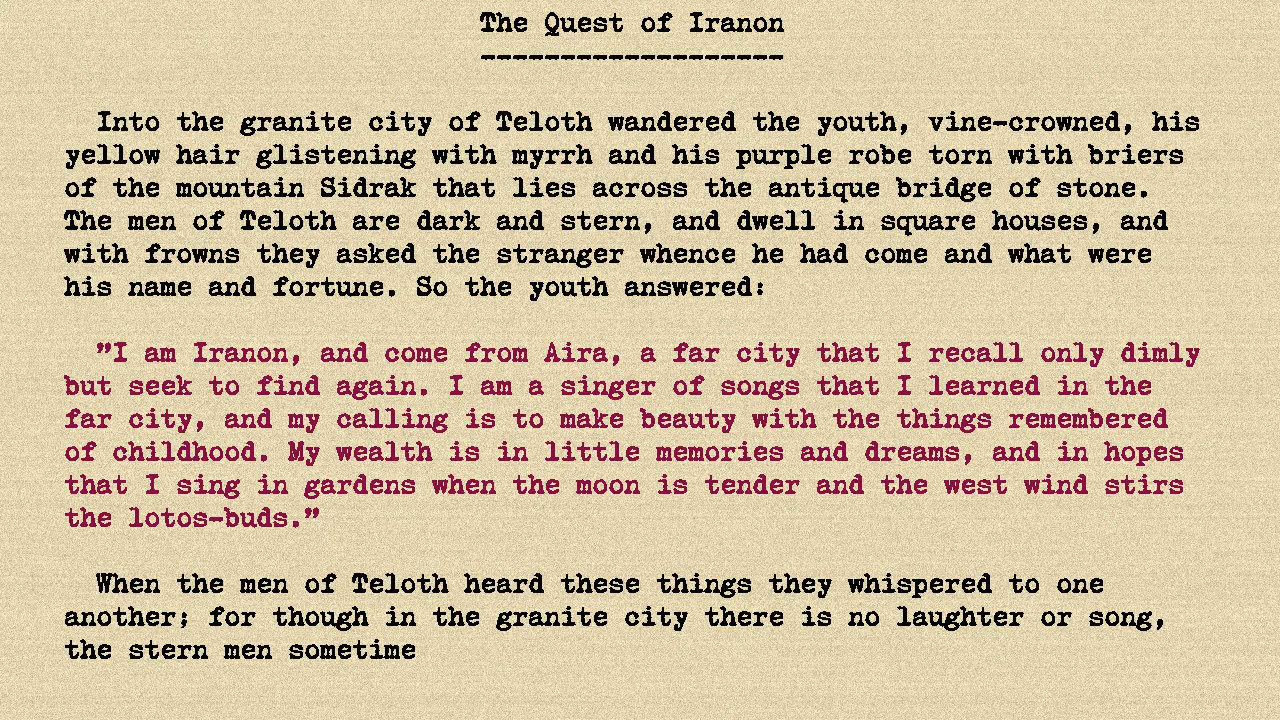 The Quest of Iranon
-------------------
Into the granite city of Teloth wandered the youth, vine-crowned, his
yellow hair glistening with myrrh and his purple robe torn with briers
of the mountain Sidrak that lies across the antique bridge of stone.
The men of Teloth are dark and stern, and dwell in square houses, and
with frowns they asked the stranger whence he had come and what were
his name and fortune. So the youth answered:
”I am Iranon, and come from Aira, a far city that I recall only dimly
but seek to find again. I am a singer of songs that I learned in the
far city, and my calling is to make beauty with the things remembered
of childhood. My wealth is in little memories and dreams, and in hopes
that I sing in gardens when the moon is tender and the west wind stirs
the lotos-buds.”
When the men of Teloth heard these things they whispered to one
another; for though in the granite city there is no laughter or song,
the stern men sometime